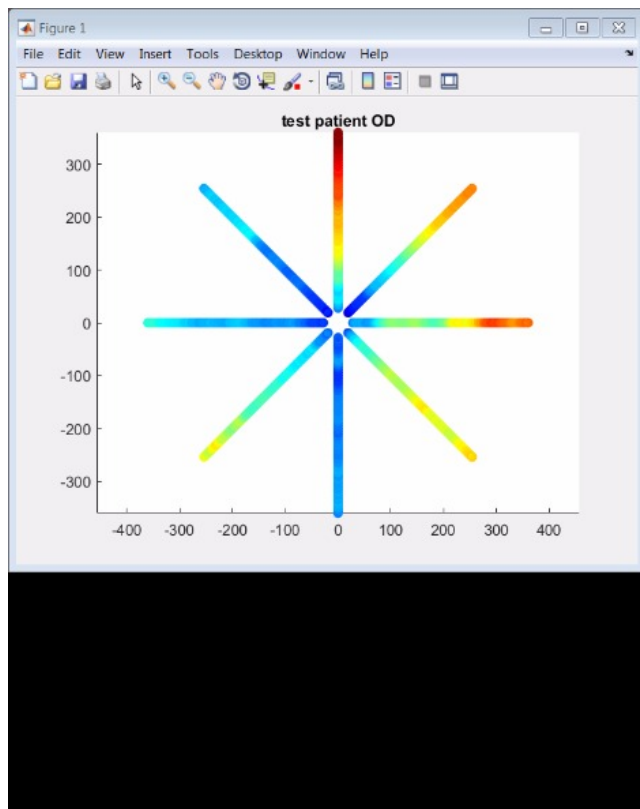 Figure 1
File Edit View Insert Tools Desktop Window Help
test patient OD
300
200
100
0
-100
-200
-300
-400 -300 -200 -100 0 100 200 300 400